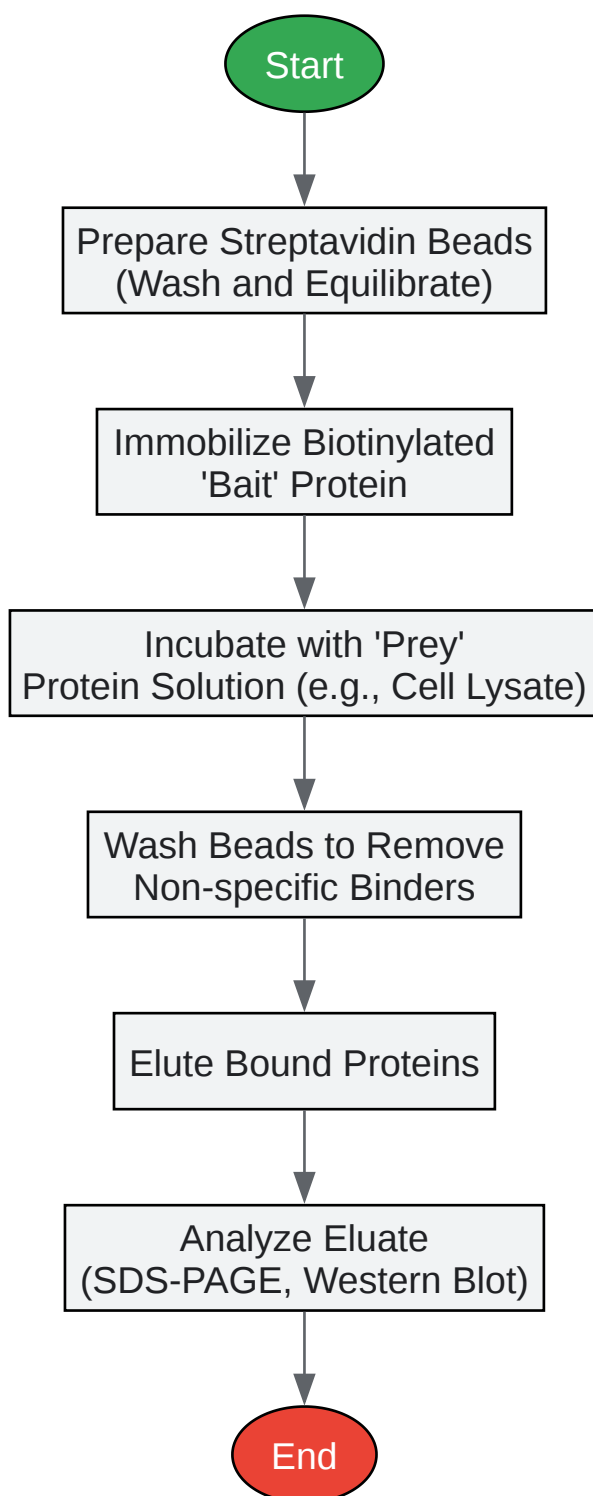 Start
Prepare Streptavidin Beads
(Wash and Equilibrate)
Immobilize Biotinylated
'Bait' Protein
Incubate with 'Prey'
Protein Solution (e.g., Cell Lysate)
Wash Beads to Remove
Non-specific Binders
Elute Bound Proteins
Analyze Eluate
(SDS-PAGE, Western Blot)
End